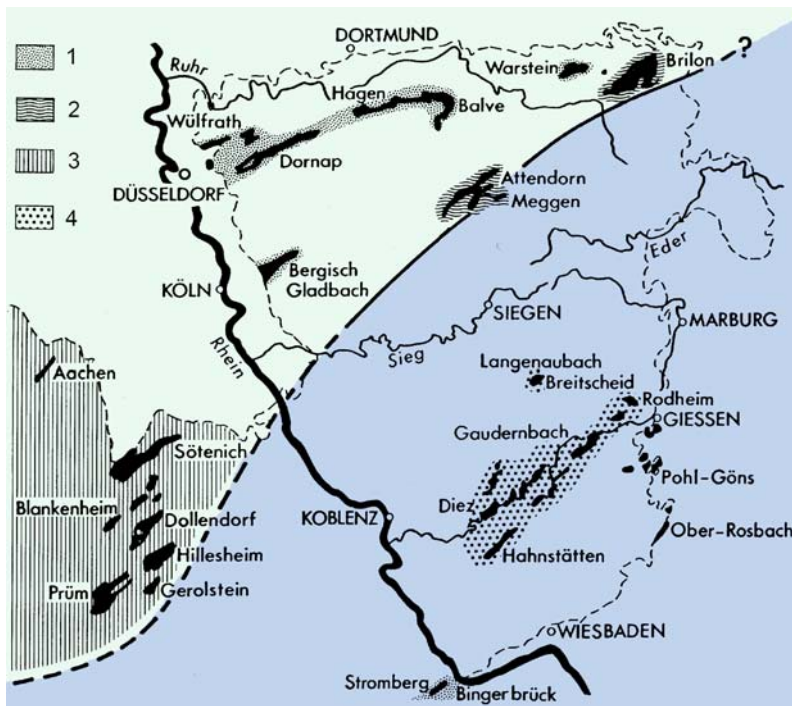 1
2
3
4
DORTMUND
Ruhr
Warstein
Brilon
?
Hagen
Balve
Wülfrath
Dornap
DÜSSELDORF
Attendorn
Meggen
Eder
Bergisch
Gladbach
KÖLN
SIEGEN
MARBURG
Rhein
Sieg
Aachen
Langenaubach
Breitscheid
Rodheim
GIESSEN
Gaudernbach
Sötenich
Pohl-Göns
Blankenheim
Dollendorf
KOBLENZ
Diez
Ober-Rosbach
Hillesheim
Hahnstätten
Prüm
Gerolstein
WIESBADEN
Stromberg
Bingerbrück